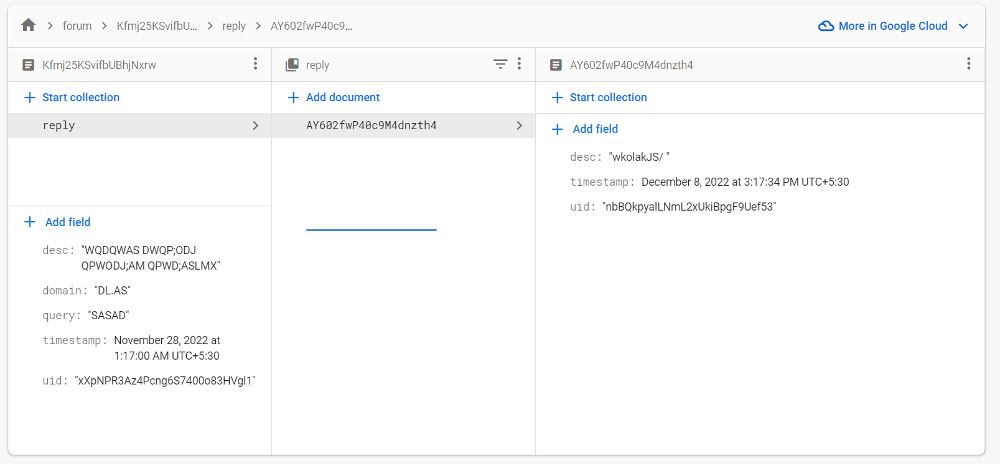 forum
Kfmj25KSvifbU...
reply
AY602fwP40c9...
More in Google Cloud
Kfmj25KSvifbUBhjNxrw
reply
AY602fwP40c9M4dnzth4
Start collection
Add document
Start collection
reply
AY602fwP40c9M4dnzth4
Add field
desc: "WQDQWAS DWQP;ODJ
QPWODJ;AM QPWD;ASLMX"
domain: "DL.AS"
query: "SASAD"
timestamp: November 28, 2022 at
1:17:00 AM UTC+5:30
uid: "xXpNPR3Az4Pcng6S7400o83HVgl1"
Add field
desc: "wkolakJS/ "
timestamp: December 8, 2022 at 3:17:34 PM UTC+5:30
uid: "nbBQkpyalLNmL2xUkiBpgF9Uef53"